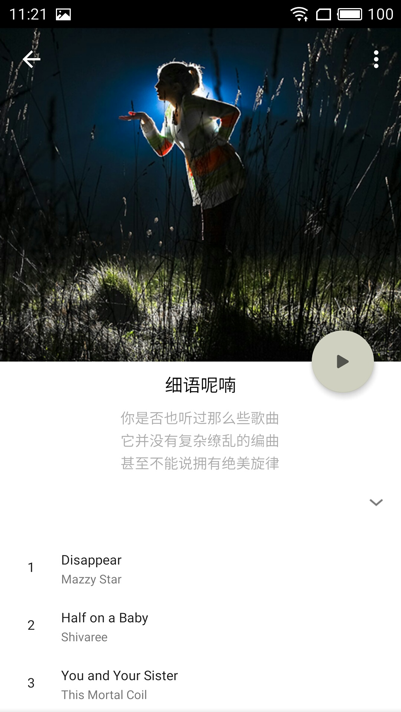 11:21
100
细语呢喃
你是否也听过那么些歌曲
它并没有复杂缭乱的编曲
甚至不能说拥有绝美旋律
1
Disappear
Mazzy Star
2
Half on a Baby
Shivaree
3
You and Your Sister
This Mortal Coil